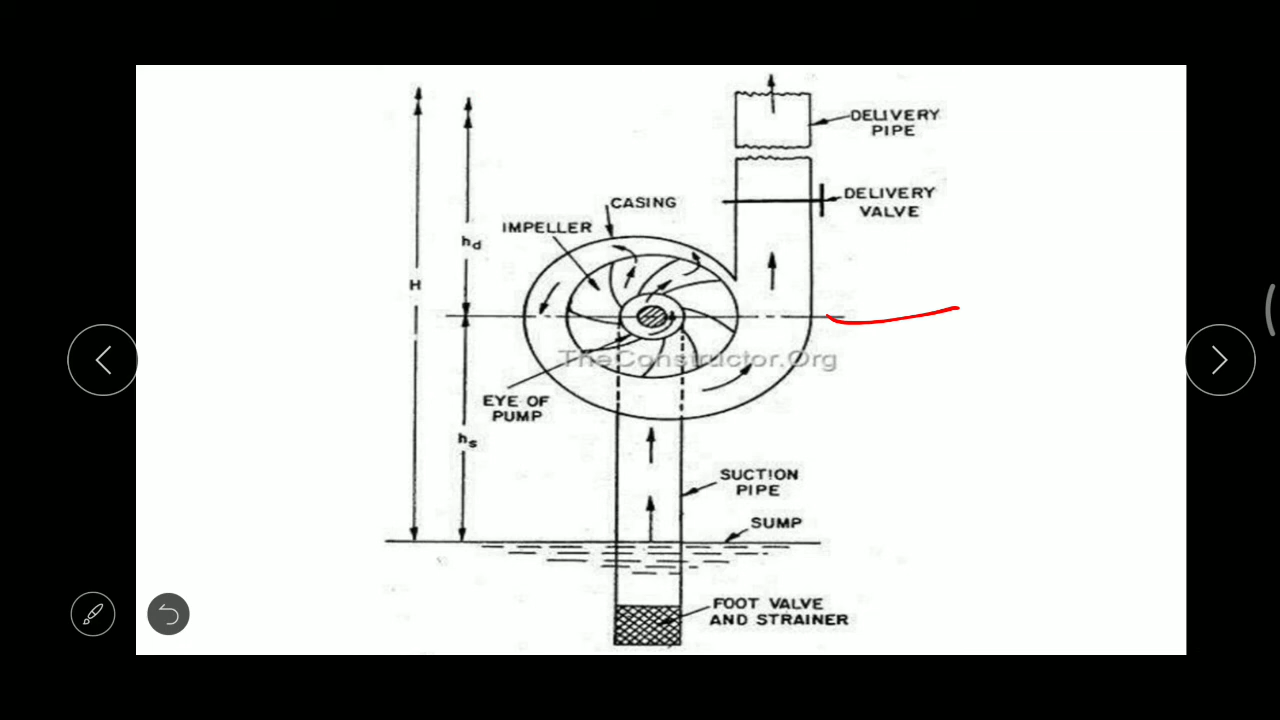 DELIVERY
PIPE
DELIVERY
VALVE
CASING
IMPELLER
hd
H
TheConstructor.Org
EYE OF
PUMP
hs
SUCTION
PIPE
SUMP
FOOT VALVE
AND STRAINER